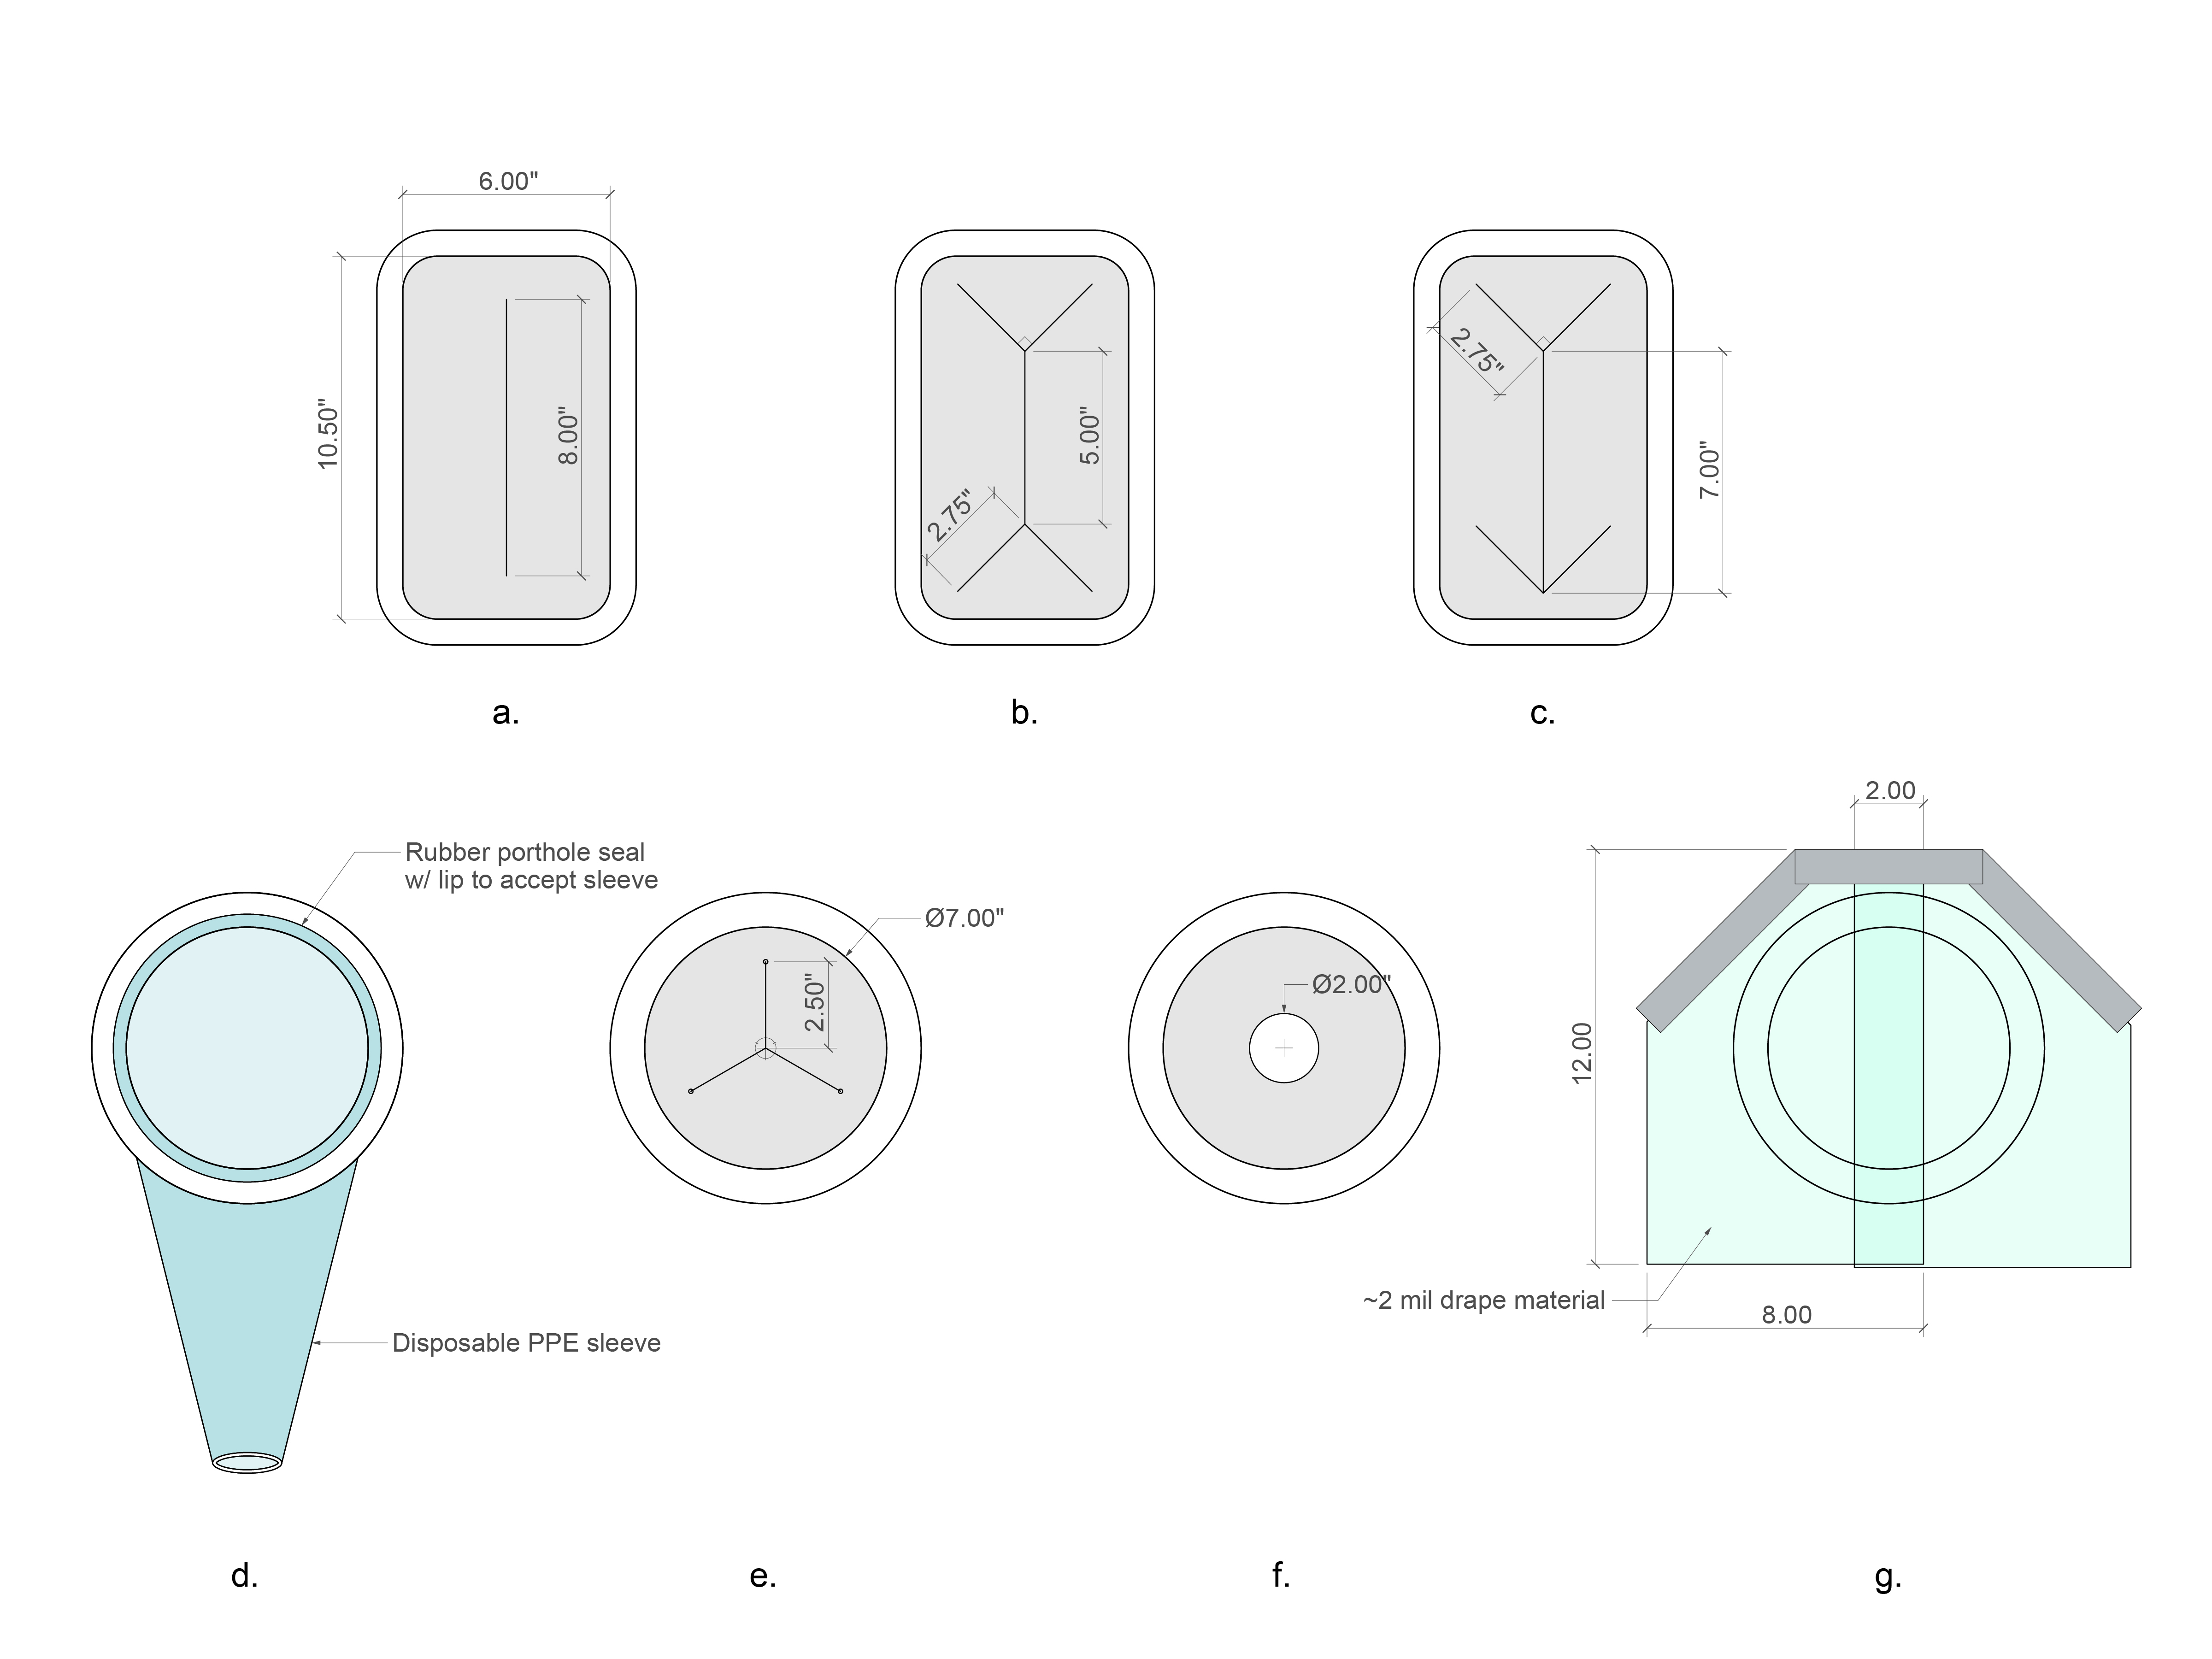 6.00"
10.50"
8.00"
5.00"
2.75"
2.75"
7.00"
a.
b.
c.
Rubber porthole seal
w/ lip to accept sleeve
Disposable PPE sleeve
Ø7.00"
2.50"
Ø2.00"
2.00
12.00
~2 mil drape material
8.00
d.
e.
f.
g.